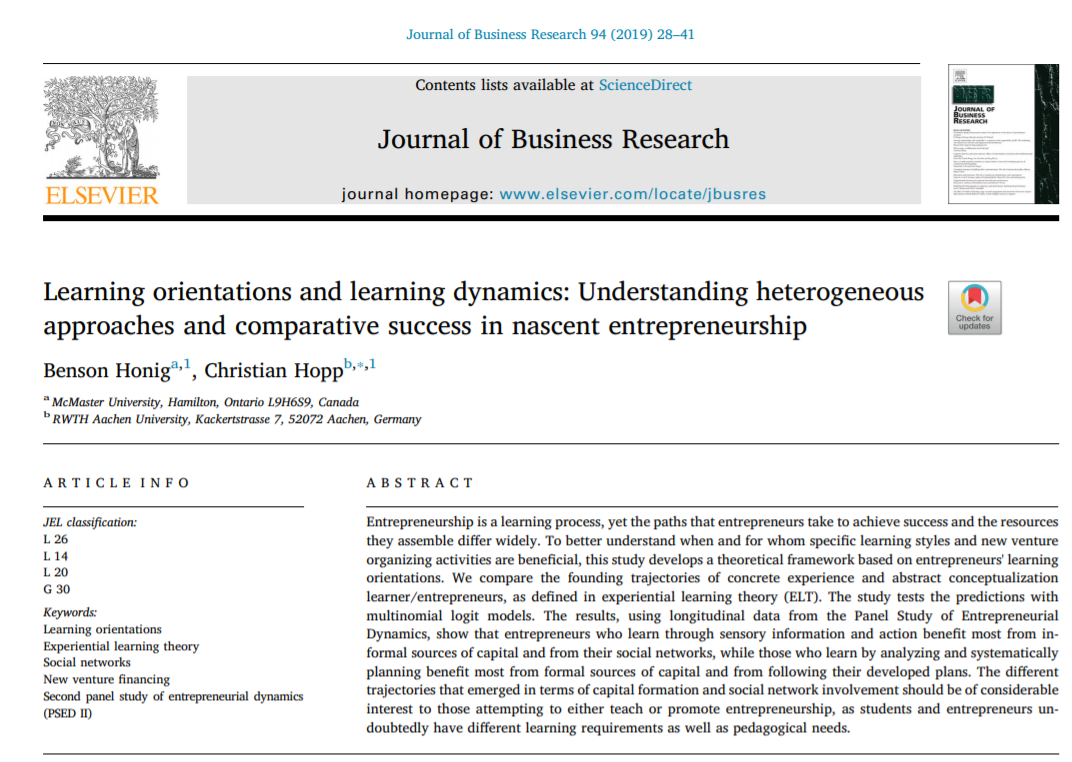 Journal of Business Research 94 (2019) 28–41
Contents lists available at ScienceDirect
Journal of Business Research
journal homepage: www.elsevier.com/locate/jbusres
ELSEVIER
JOURNAL OF
BUSINESS
RESEARCH
Learning orientations and learning dynamics: Understanding heterogeneous
approaches and comparative success in nascent entrepreneurship
Check for
updates
Benson Honiga,1, Christian Hoppb,*,1
a McMaster University, Hamilton, Ontario L9H6S9, Canada
b RWTH Aachen University, Kackertstrasse 7, 52072 Aachen, Germany
ARTICLE INFO
JEL classification:
L 26
L 14
L 20
G 30
Keywords:
Learning orientations
Experiential learning theory
Social networks
New venture financing
Second panel study of entrepreneurial dynamics
(PSED II)
ABSTRACT
Entrepreneurship is a learning process, yet the paths that entrepreneurs take to achieve success and the resources
they assemble differ widely. To better understand when and for whom specific learning styles and new venture
organizing activities are beneficial, this study develops a theoretical framework based on entrepreneurs' learning
orientations. We compare the founding trajectories of concrete experience and abstract conceptualization
learner/entrepreneurs, as defined in experiential learning theory (ELT). The study tests the predictions with
multinomial logit models. The results, using longitudinal data from the Panel Study of Entrepreneurial
Dynamics, show that entrepreneurs who learn through sensory information and action benefit most from in-
formal sources of capital and from their social networks, while those who learn by analyzing and systematically
planning benefit most from formal sources of capital and from following their developed plans. The different
trajectories that emerged in terms of capital formation and social network involvement should be of considerable
interest to those attempting to either teach or promote entrepreneurship, as students and entrepreneurs un-
doubtedly have different learning requirements as well as pedagogical needs.